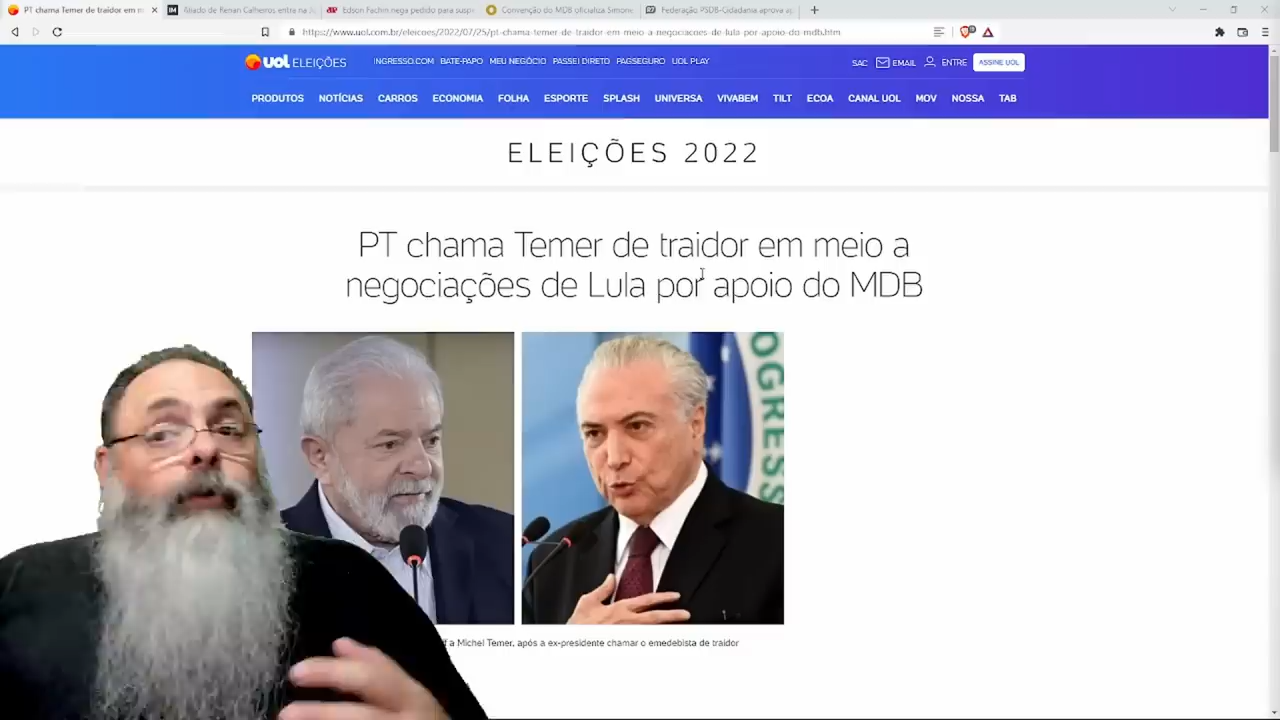 PT chama Temer de traidor em m
Aliado de Renan Calheiros entra na Ju
Edson Fachin nega pedido para susp
Convenção do MDB oficializa Simone
Federação PSDB-Cidadania aprova ap
https://www.uol.com.br/eleicoes/2022/07/25/pt-chama-temer-de-traidor-em-meio-a-negociacoes-de-lula-por-apoio-do-mdb.htm
UOL ELEIÇÕES INGRESSO.COM BATE-PAPO MEU NEGÓCIO PASSEI DIRETO PAGSEGURO UOL PLAY SAC EMAIL ENTRE ASSINE UOL
PRODUTOS NOTÍCIAS CARROS ECONOMIA FOLHA ESPORTE SPLASH UNIVERSA VIVABEM TILT ECOA CANAL UOL MOV NOSSA TAB
ELEIÇÕES 2022
PT chama Temer de traidor em meio a
negociações de Lula por apoio do MDB
OGRESS
a Michel Temer, após a ex-presidente chamar o emedebista de traidor